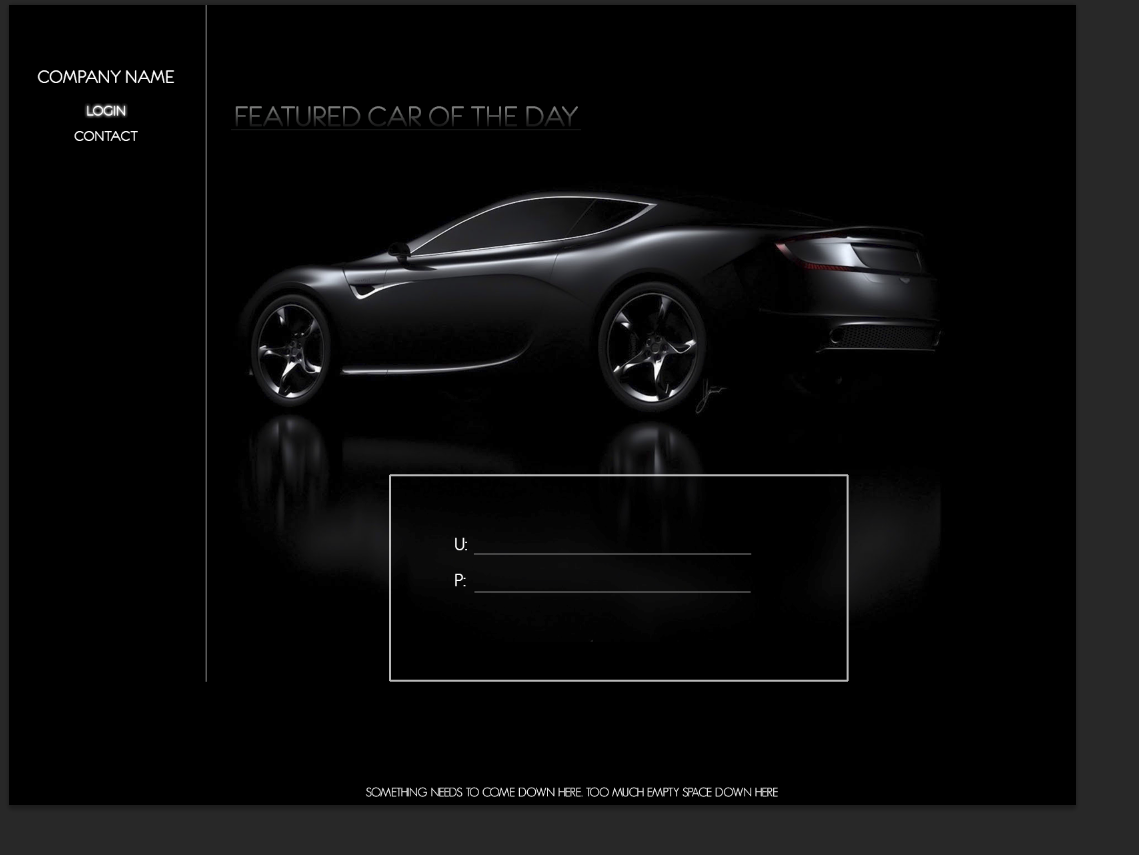 COMPANY NAME
LOGIN
CONTACT
FEATURED CAR OF THE DAY
U:
P:
SOMETHING NEEDS TO COME DOWN HERE. TOO MUCH EMPTY SPACE DOWN HERE